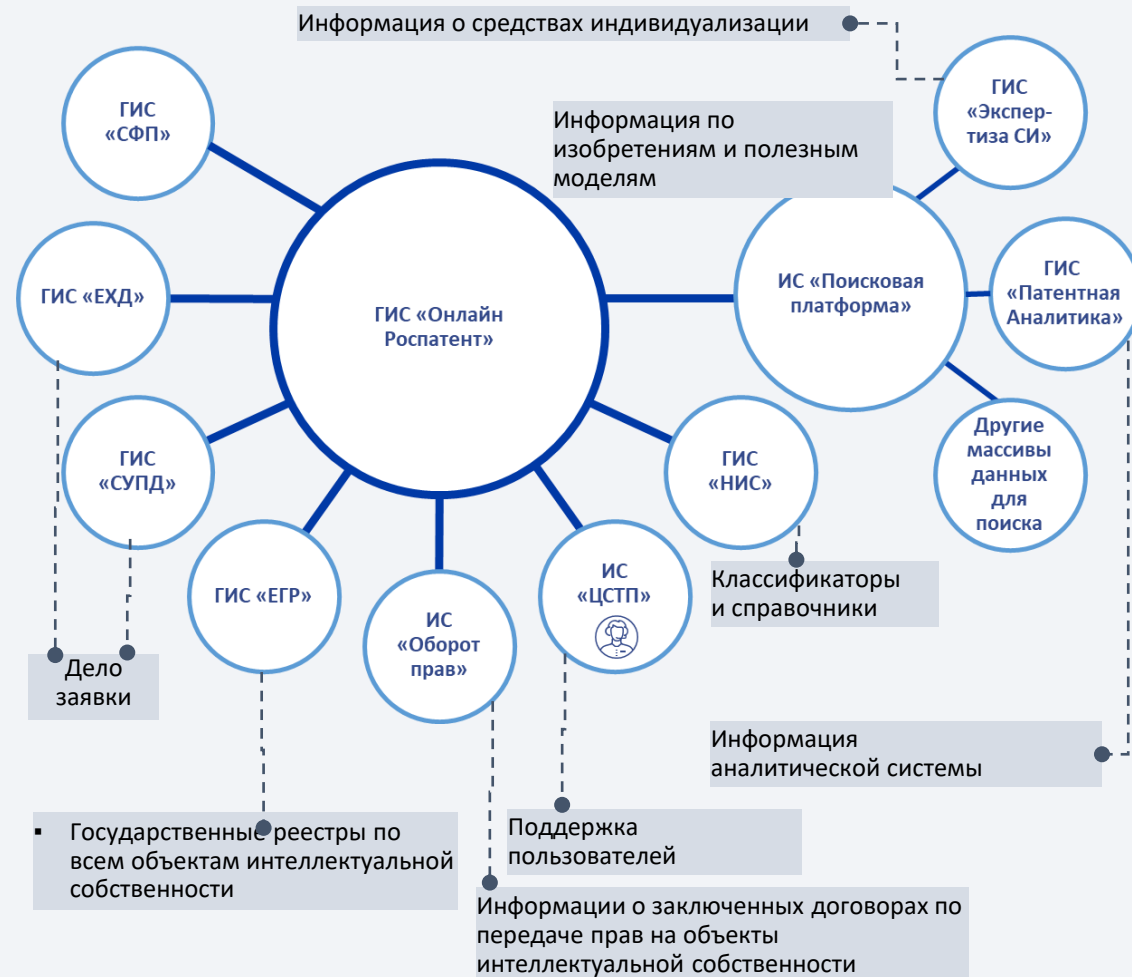 Информация о средствах индивидуализации
ГИС
«СФП»
ГИС
«Экспер-
тиза СИ»
Информация по
изобретениям и полезным
моделям
ГИС «ЕХД»
ГИС «Онлайн
Роспатент»
ИС «Поисковая
платформа»
ГИС
«Патентная
Аналитика»
ГИС
«СУПД»
ГИС
«НИС»
Другие
массивы
данных
для
поиска
ГИС «ЕГР»
ИС
«Оборот
прав»
ИС
«ЦСТП»
Классификаторы
и справочники
Дело
заявки
Информация
аналитической системы
▪ Государственные реестры по
всем объектам интеллектуальной
собственности
Поддержка
пользователей
Информации о заключенных договорах по
передаче прав на объекты
интеллектуальной собственности